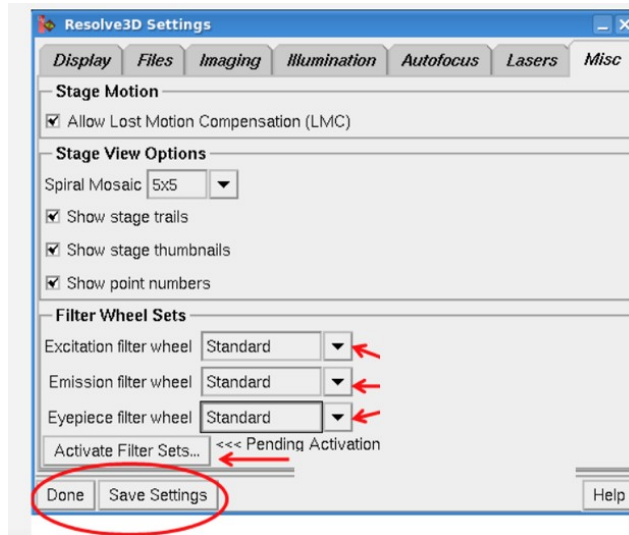 Resolve3D Settings
Display Files Imaging Illumination Autofocus Lasers Misc
Stage Motion
Allow Lost Motion Compensation (LMC)
Stage View Options
Spiral Mosaic 5x5
Show stage trails
Show stage thumbnails
Show point numbers
Filter Wheel Sets
Excitation filter wheel Standard
Emission filter wheel Standard
Eyepiece filter wheel Standard
Activate Filter Sets... <<< Pending Activation
Done Save Settings Help